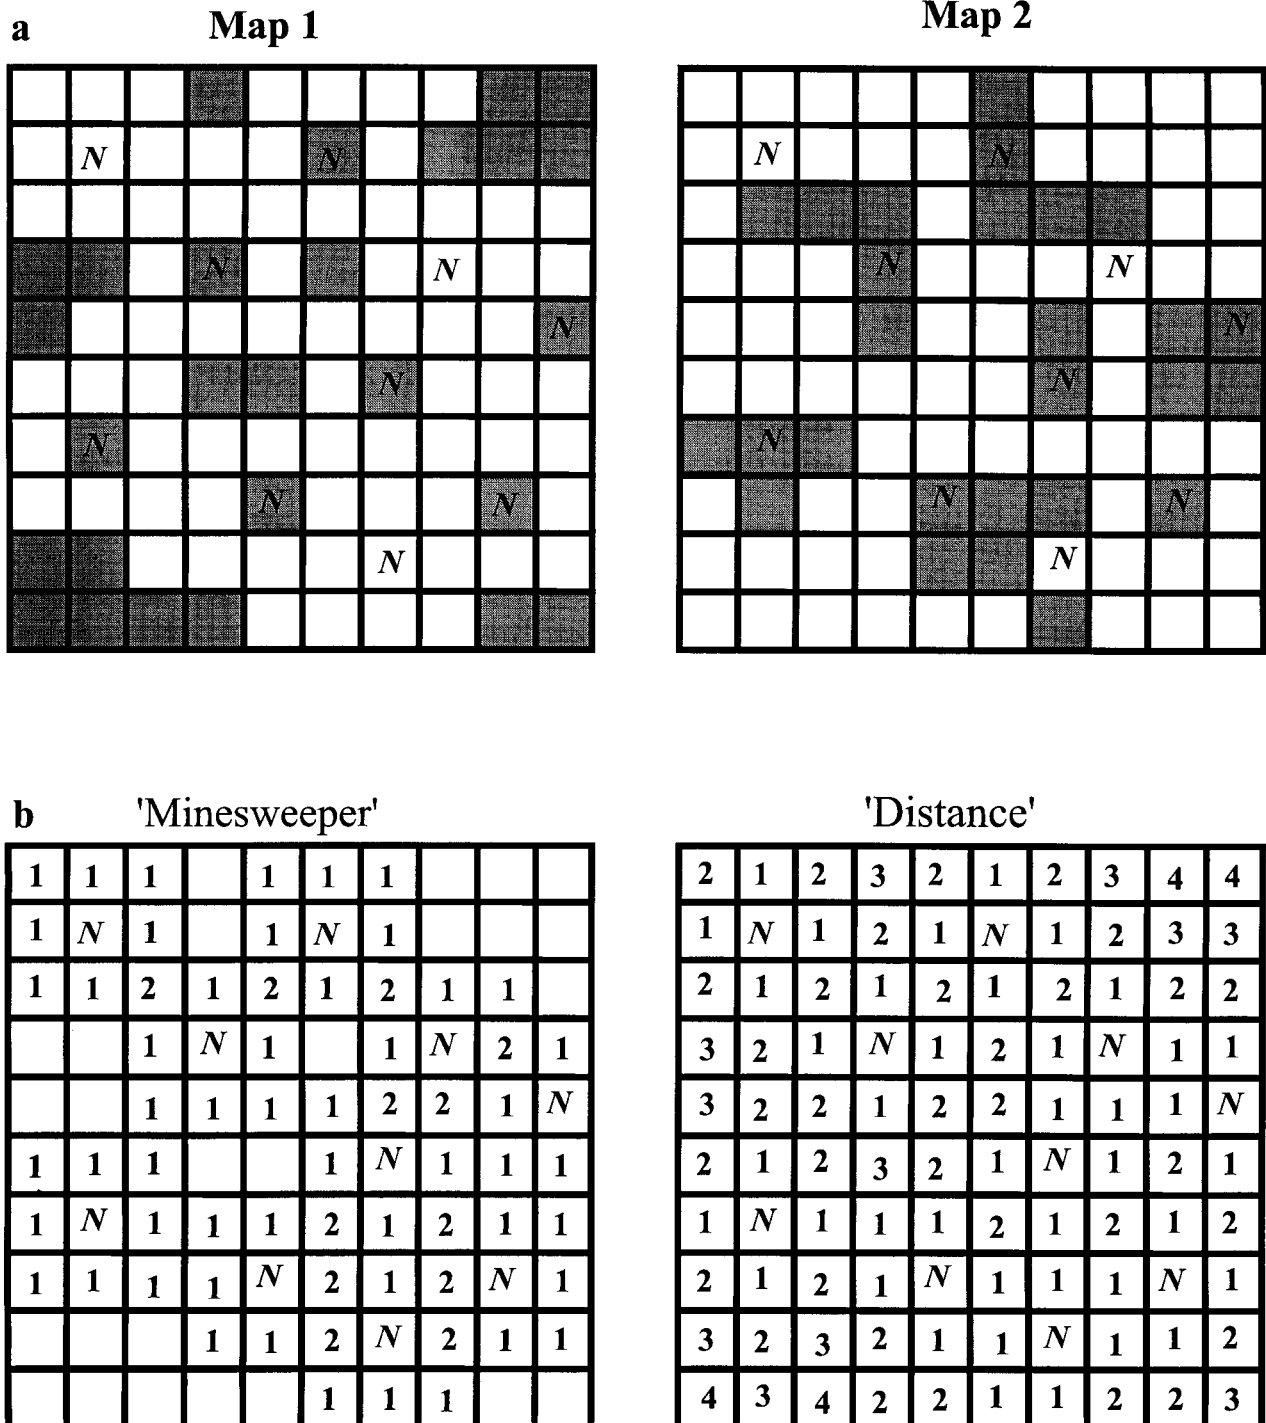 a Map 1 Map 2
N N N N
N N N N
N N
N N
N N
N N N N
N N
b 'Minesweeper' 'Distance'
1 1 1 1 1 1 2 1 2 3 2 1 2 3 4 4
1 N 1 1 N 1 1 N 1 2 1 N 1 2 3 3
1 1 2 1 2 1 2 1 1 2 1 2 1 2 1 2 1 2 2
1 N 1 1 N 2 1 3 2 1 N 1 2 1 N 1 1
1 1 1 1 2 2 1 N 3 2 2 1 2 2 1 1 1 N
1 1 1 1 N 1 1 1 2 1 2 3 2 1 N 1 2 1
1 N 1 1 1 2 1 2 1 1 1 N 1 1 1 2 1 2 1 2
1 1 1 1 N 2 1 2 N 1 2 1 2 1 N 1 1 1 N 1
1 1 2 N 2 1 1 3 2 3 2 1 1 N 1 1 2
1 1 1 4 3 4 2 2 1 1 2 2 3